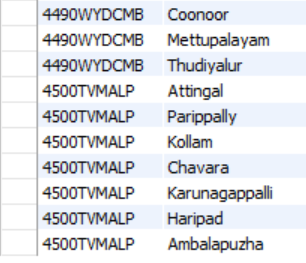 4490WYDCMB Coonoor
4490WYDCMB Mettupalayam
4490WYDCMB Thudiyalur
4500TVMALP Attingal
4500TVMALP Parippally
4500TVMALP Kollam
4500TVMALP Chavara
4500TVMALP Karunagappalli
4500TVMALP Haripad
4500TVMALP Ambalapuzha